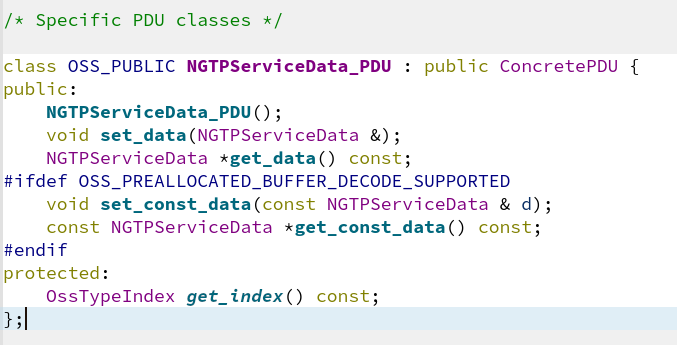 /* Specific PDU classes */
class OSS_PUBLIC NGTPServiceData_PDU : public ConcretePDU {
public:
    NGTPServiceData_PDU();
    void set_data(NGTPServiceData &);
    NGTPServiceData *get_data() const;
#ifdef OSS_PREALLOCATED_BUFFER_DECODE_SUPPORTED
    void set_const_data(const NGTPServiceData & d);
    const NGTPServiceData *get_const_data() const;
#endif
protected:
    OssTypeIndex get_index() const;
};